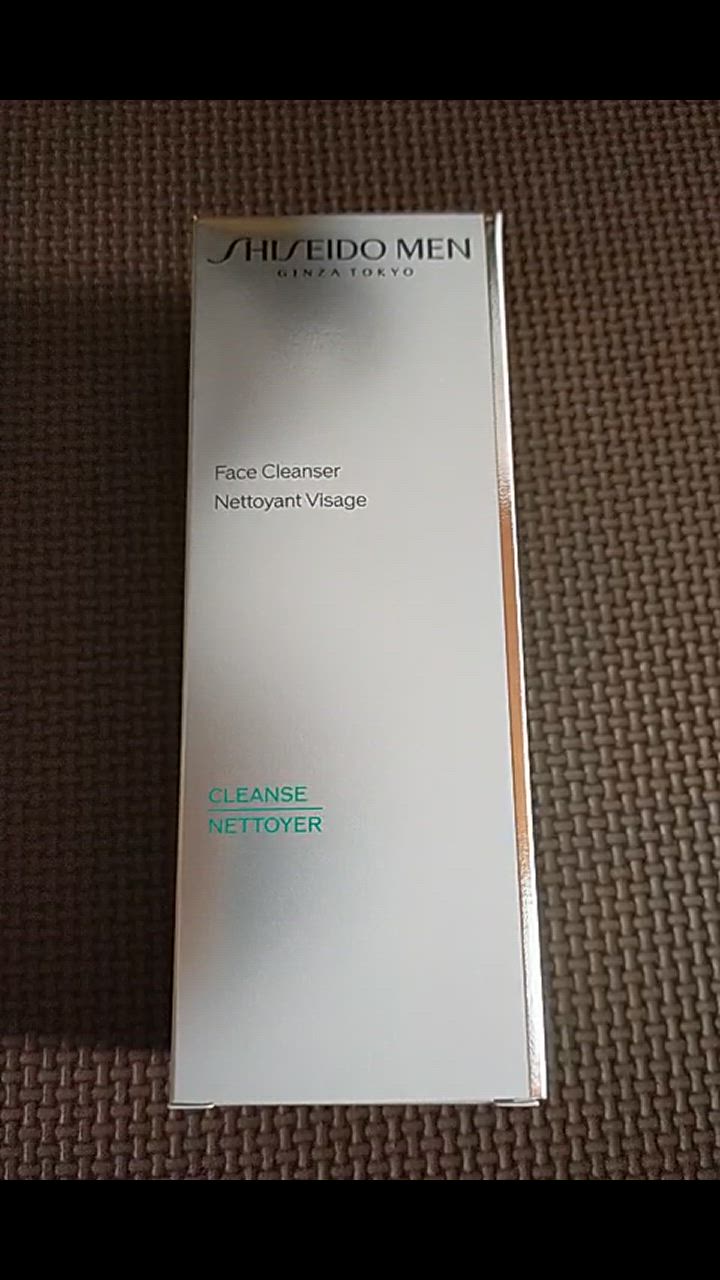 SHISEIDO MEN
GINZA TOKYO
Face Cleanser
Nettoyant Visage
CLEANSE
NETTOYER